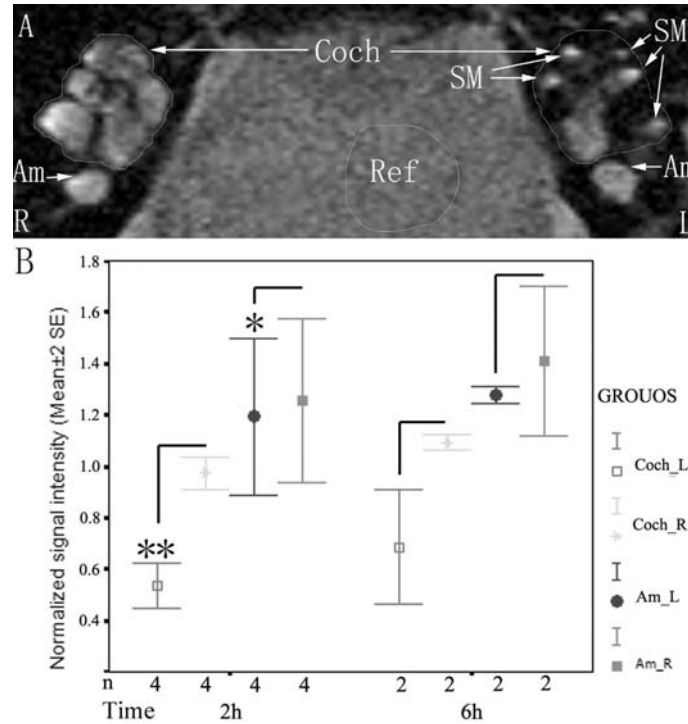 A
Coch
SM
SM
SM
Am
Ref
Am
R
L
B
Normalized signal intensity (Mean±2 SE)
1.8
1.6
1.4
1.2
1.0
0.8
0.6
0.4
*
**
GROUOS
Coch_L
Coch_R
Am_L
Am_R
n 4 4 4 4 2 2 2 2
Time 2h 6h